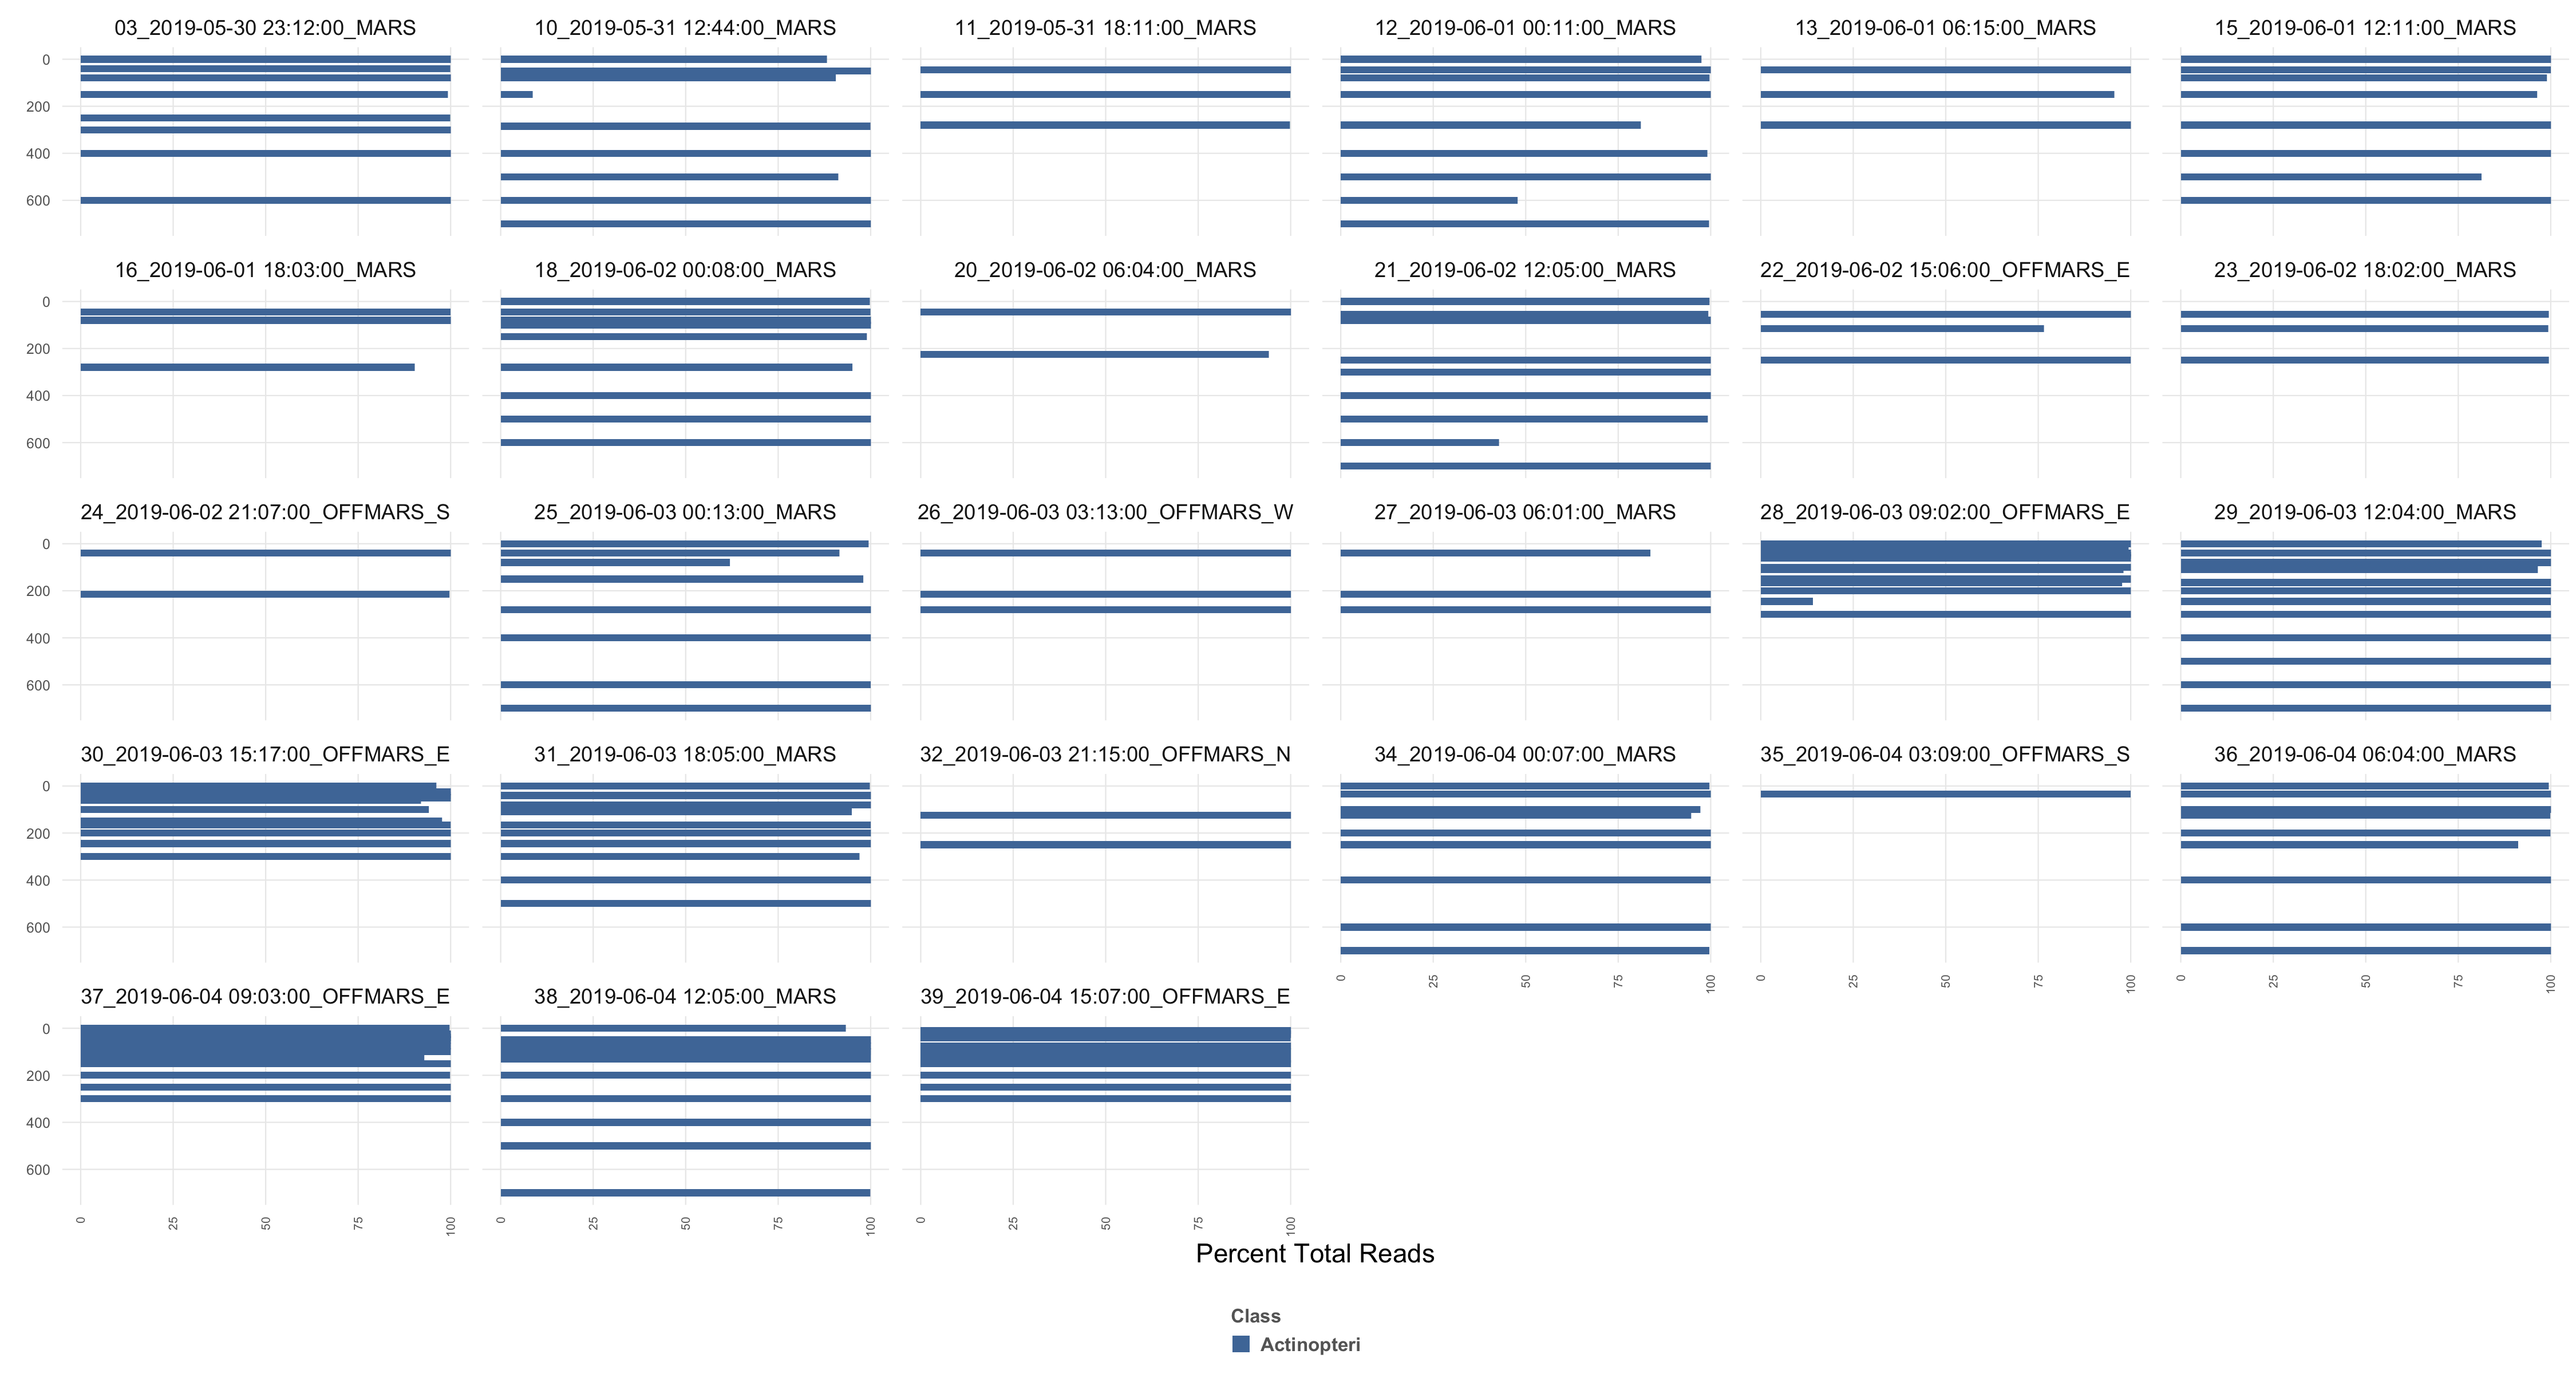 03_2019-05-30 23:12:00_MARS
10_2019-05-31 12:44:00_MARS
11_2019-05-31 18:11:00_MARS
12_2019-06-01 00:11:00_MARS
13_2019-06-01 06:15:00_MARS
15_2019-06-01 12:11:00_MARS
0
200
400
600
16_2019-06-01 18:03:00_MARS
18_2019-06-02 00:08:00_MARS
20_2019-06-02 06:04:00_MARS
21_2019-06-02 12:05:00_MARS
22_2019-06-02 15:06:00_OFFMARS_E
23_2019-06-02 18:02:00_MARS
0
200
400
600
24_2019-06-02 21:07:00_OFFMARS_S
25_2019-06-03 00:13:00_MARS
26_2019-06-03 03:13:00_OFFMARS_W
27_2019-06-03 06:01:00_MARS
28_2019-06-03 09:02:00_OFFMARS_E
29_2019-06-03 12:04:00_MARS
0
200
400
600
30_2019-06-03 15:17:00_OFFMARS_E
31_2019-06-03 18:05:00_MARS
32_2019-06-03 21:15:00_OFFMARS_N
34_2019-06-04 00:07:00_MARS
35_2019-06-04 03:09:00_OFFMARS_S
36_2019-06-04 06:04:00_MARS
0
200
400
600
0 25 50 75 100
0 25 50 75 100
0 25 50 75 100
37_2019-06-04 09:03:00_OFFMARS_E
38_2019-06-04 12:05:00_MARS
39_2019-06-04 15:07:00_OFFMARS_E
0
200
400
600
0 25 50 75 100
0 25 50 75 100
0 25 50 75 100
Percent Total Reads
Class
Actinopteri